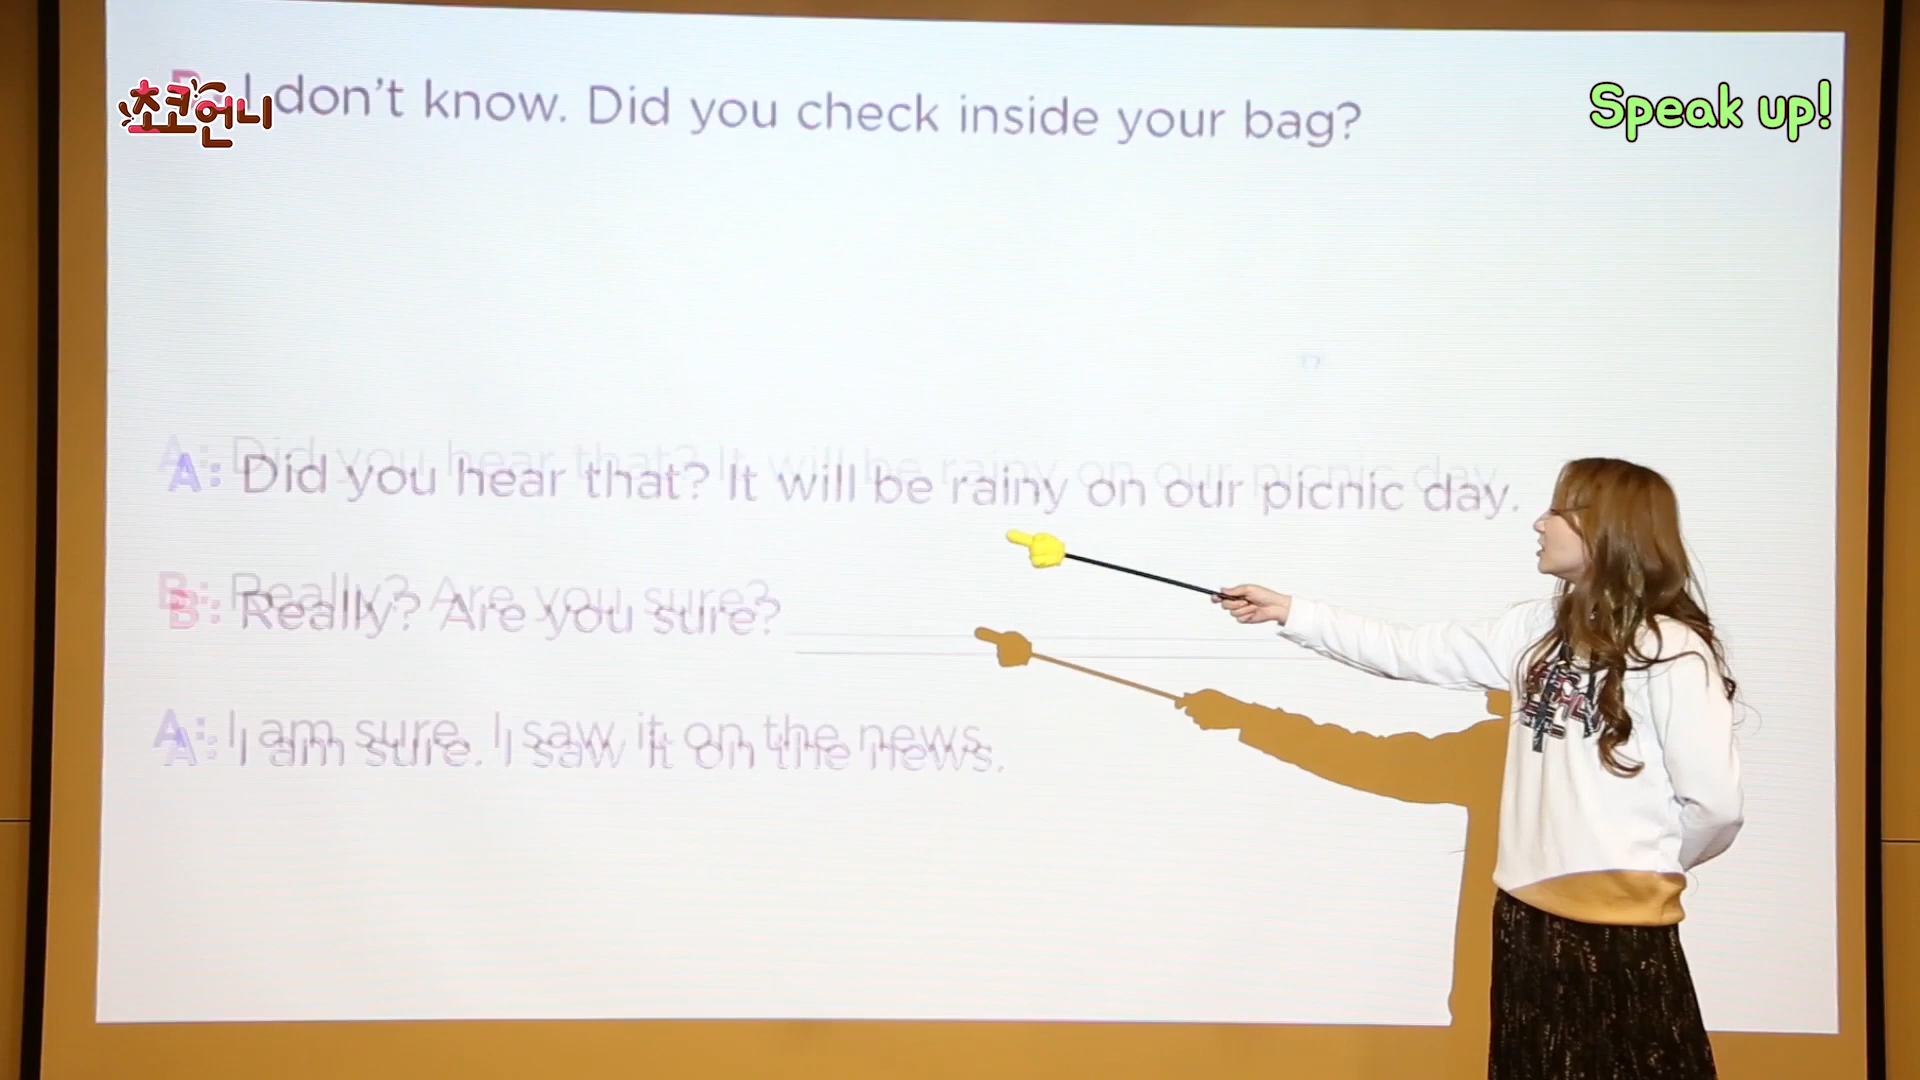 초코언니
Speak up!
B: I don't know. Did you check inside your bag?
A: Did you hear that? It will be rainy on our picnic day.
B: Really? Are you sure?
A: I am sure. I saw it on the news.